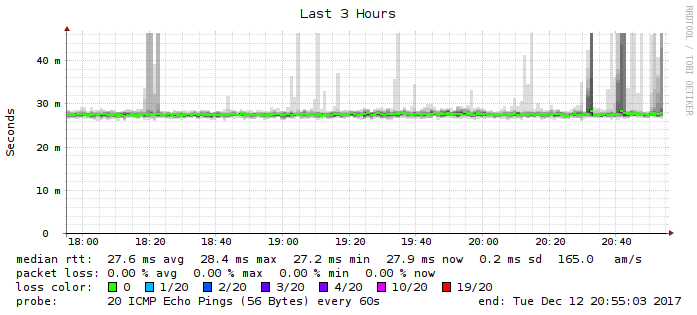 Last 3 Hours
RRDTOOL / TOBI OETIKER
Seconds
40 m
30 m
20 m
10 m
0
18:00 18:20 18:40 19:00 19:20 19:40 20:00 20:20 20:40
median rtt: 27.6 ms avg 28.4 ms max 27.2 ms min 27.9 ms now 0.2 ms sd 165.0 am/s
packet loss: 0.00 % avg 0.00 % max 0.00 % min 0.00 % now
loss color: 0 1/20 2/20 3/20 4/20 10/20 19/20
probe: 20 ICMP Echo Pings (56 Bytes) every 60s end: Tue Dec 12 20:55:03 2017